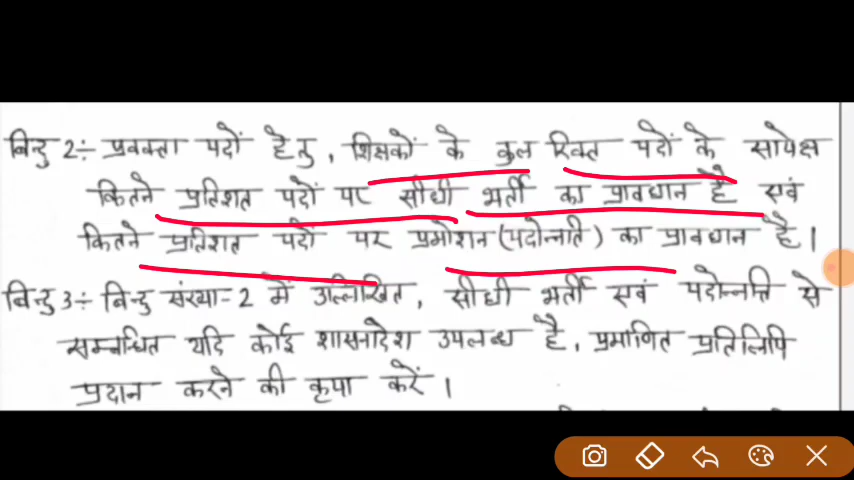 बिन्दु 2÷ प्रवक्ता पदों हेतु, शिक्षकों के कुल रिक्त पदों के सापेक्ष
कितने प्रतिशत पदों पर सीधी भर्ती का प्रावधान है एवं
कितने प्रतिशत पदों पर प्रमोशन (पदोन्नति) का प्रावधान है।
बिन्दु 3÷ बिन्दु संख्या-2 में उल्लिखित, सीधी भर्ती एवं पदोन्नति से
सम्बन्धित यदि कोई शासनादेश उपलब्ध है, प्रमाणित प्रतिलिपि
प्रदान करने की कृपा करें।